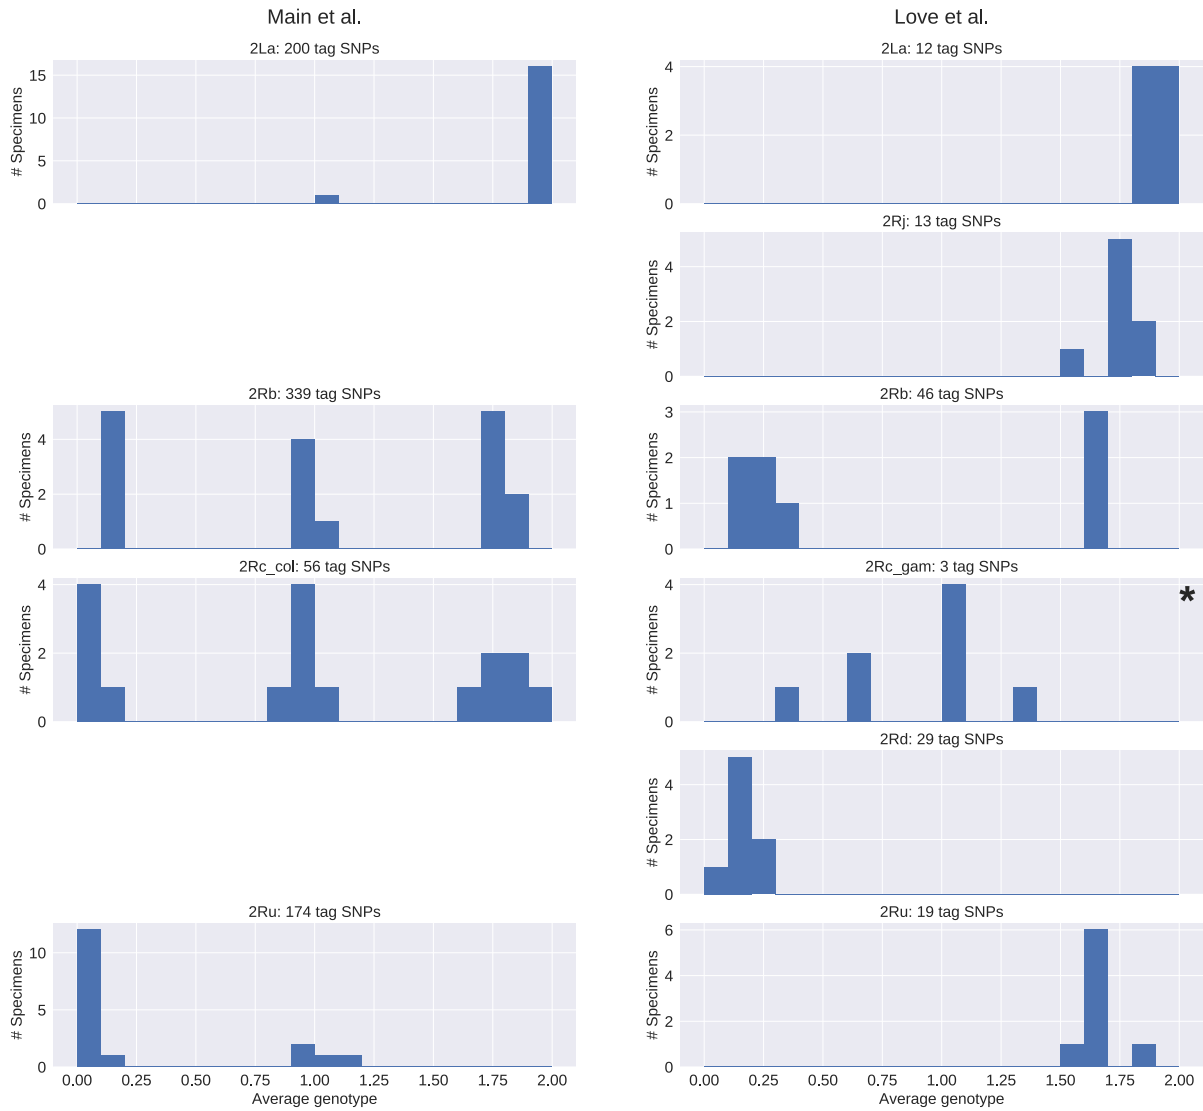 Main et al.
Love et al.
2La: 200 tag SNPs
# Specimens
15
10
5
0
2La: 12 tag SNPs
# Specimens
4
2
0
2Rj: 13 tag SNPs
# Specimens
4
2
0
2Rb: 339 tag SNPs
# Specimens
4
2
0
2Rb: 46 tag SNPs
# Specimens
3
2
1
0
2Rc_col: 56 tag SNPs
# Specimens
4
2
0
2Rc_gam: 3 tag SNPs
# Specimens
4
2
0
*
2Rd: 29 tag SNPs
# Specimens
4
2
0
2Ru: 174 tag SNPs
# Specimens
10
5
0
0.00 0.25 0.50 0.75 1.00 1.25 1.50 1.75 2.00
Average genotype
2Ru: 19 tag SNPs
# Specimens
6
4
2
0
0.00 0.25 0.50 0.75 1.00 1.25 1.50 1.75 2.00
Average genotype